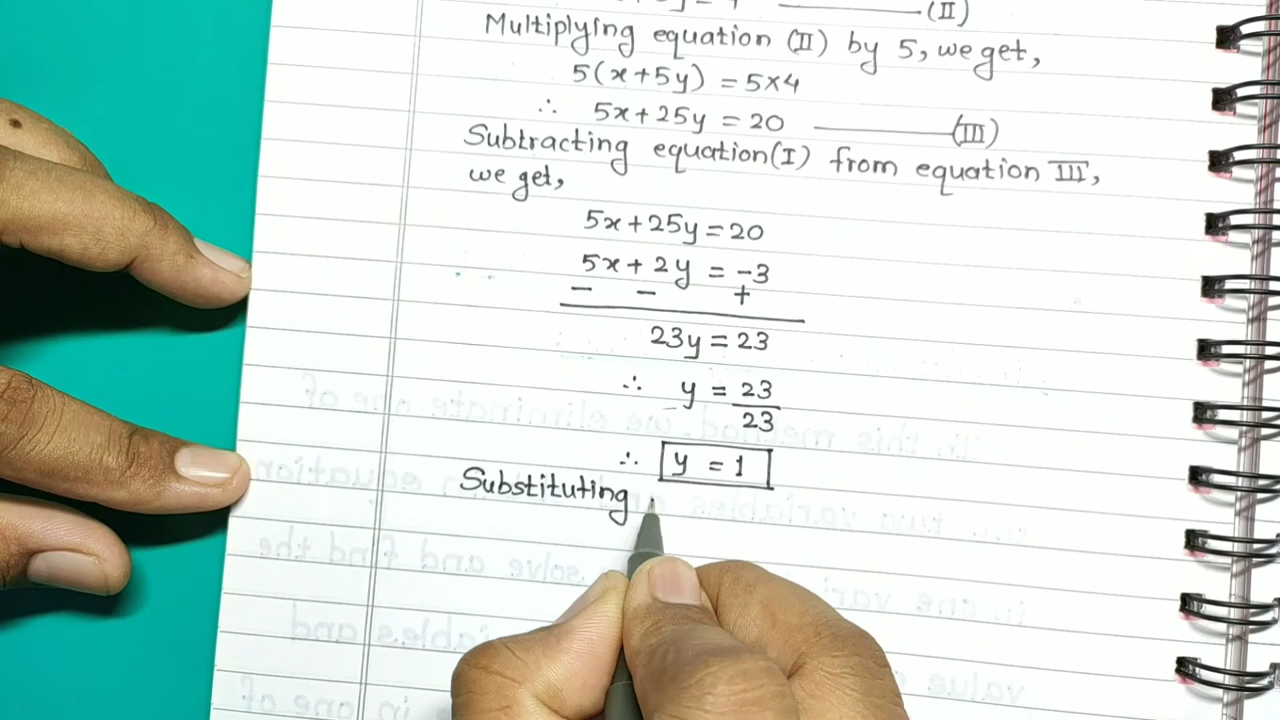 (II)
Multiplying equation (II) by 5, we get,
5(x+5y) = 5×4
∴ 5x+25y = 20 (III)
Subtracting equation(I) from equation III,
we get,
5x+25y = 20
5x+2y = -3
- - +
23y = 23
∴ y = 23
23
∴ y = 1
Substituting